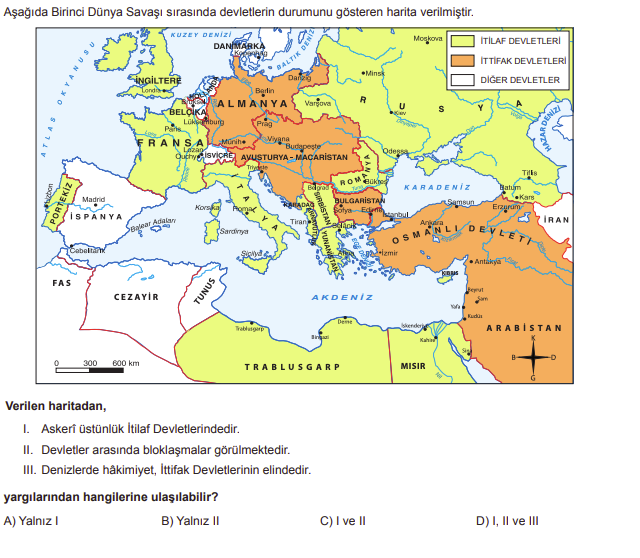 Aşağıda Birinci Dünya Savaşı sırasında devletlerin durumunu gösteren harita verilmiştir.
KUZEY DENİZİ
Moskova
İTİLAF DEVLETLERİ
İTTİFAK DEVLETLERİ
DİĞER DEVLETLER
DANİMARKA
Kopenhag
BALTIK DENİZİ
ATLAS OKYANUSU
İNGİLTERE
Londra
Danzig
Minsk
Berlin
ALMANYA
Varşova
RUSYA
BELÇİKA
Lüksemburg
Kiev
Paris
Prag
HAZAR DENİZİ
FRANSA
Münih
Viyana
Budapeşte
Lozan
Ouchy
İSVİÇRE
AVUSTURYA - MACARİSTAN
Odessa
Trieste
ROMANYA
Bükreş
Belgrad
Tiflis
Batum
Kars
KARADENİZ
PORTEKİZ
Lizbon
Madrid
İSPANYA
Korsika
İTALYA
Roma
KARADAĞ
SIRBİSTAN
BULGARİSTAN
Sofya
Edirne
İstanbul
Samsun
Erzurum
İRAN
Balear Adaları
Sardinya
Tiran
Selanik
Ankara
OSMANLI DEVLETİ
YUNANİSTAN
Atina
İzmir
Sicilya
Antakya
Cebelitarık
KIBRIS
FAS
CEZAYİR
TUNUS
AKDENİZ
Beyrut
Şam
Yafa
Kudüs
Trablusgarp
Derne
Bingazi
İskenderiye
Kahire
ARABİSTAN
TRABLUSGARP
MISIR
Nil
0 300 600 km
K
B D
G
Verilen haritadan,
I. Askerî üstünlük İtilaf Devletlerindedir.
II. Devletler arasında bloklaşmalar görülmektedir.
III. Denizlerde hâkimiyet, İttifak Devletlerinin elindedir.
yargılarından hangilerine ulaşılabilir?
A) Yalnız I B) Yalnız II C) I ve II D) I, II ve III